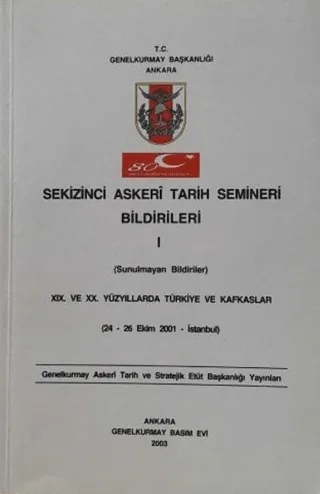 T.C.
GENELKURMAY BAŞKANLIĞI
ANKARA
80
SEKİZİNCİ ASKERÎ TARİH SEMİNERİ
BİLDİRİLERİ
I
(Sunulmayan Bildiriler)
XIX. VE XX. YÜZYILLARDA TÜRKİYE VE KAFKASLAR
(24 - 26 Ekim 2001 - İstanbul)
Genelkurmay Askerî Tarih ve Stratejik Etüt Başkanlığı Yayınları
ANKARA
GENELKURMAY BASIM EVİ
2003